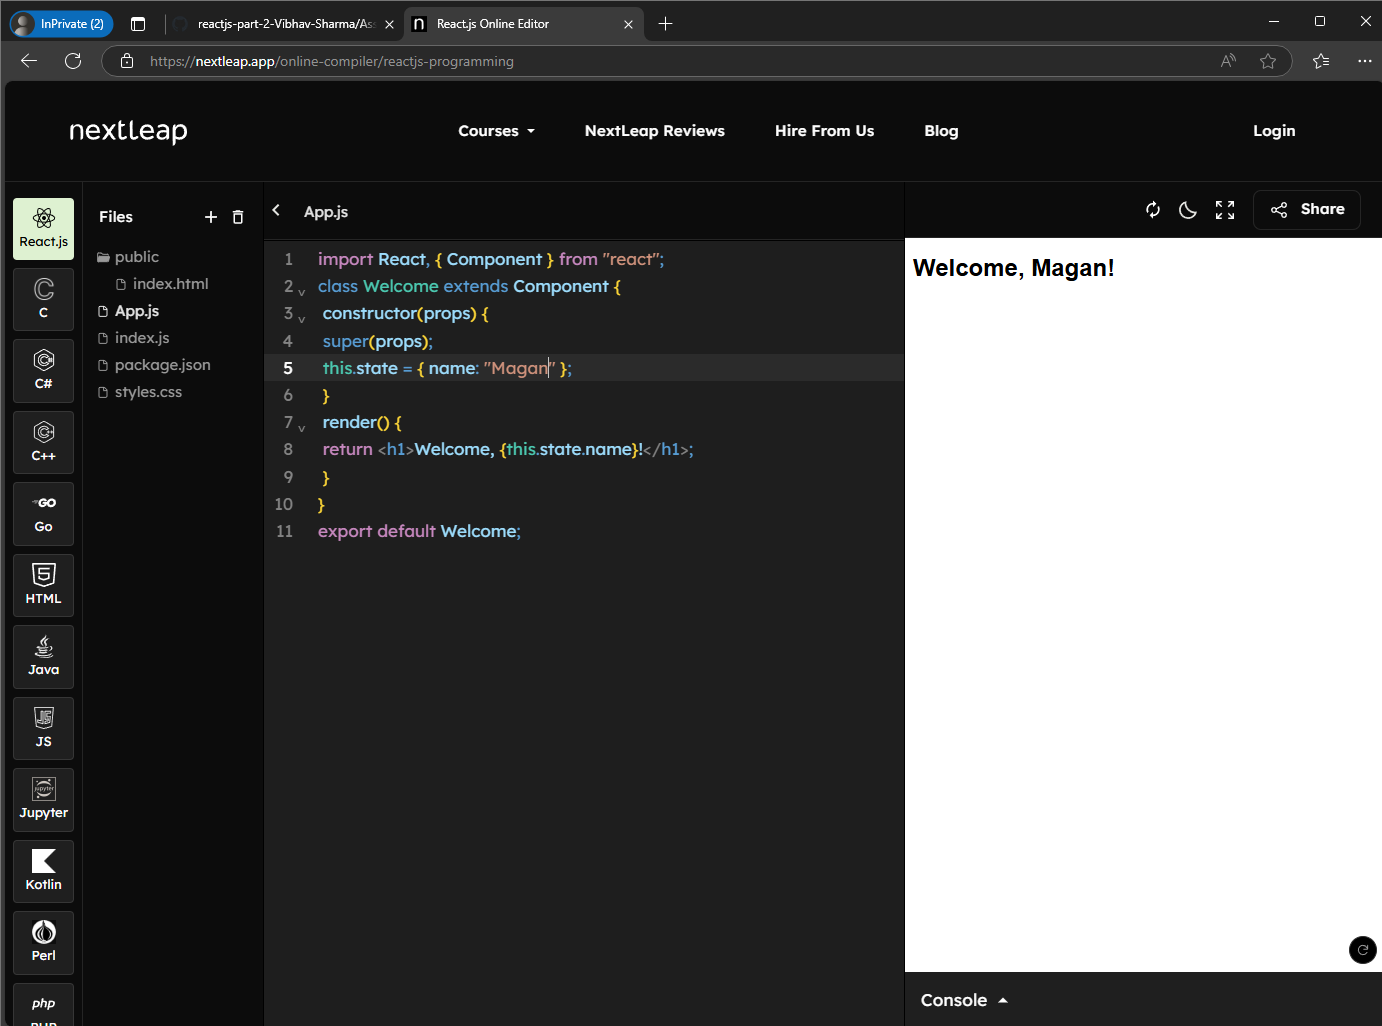 InPrivate (2)
reactjs-part-2-Vibhav-Sharma/As
React.js Online Editor
https://nextleap.app/online-compiler/reactjs-programming
nextleap
Courses
NextLeap Reviews
Hire From Us
Blog
Login
React.js
C
C#
C++
GO
Go
HTML
Java
JS
JS
jupyter
Jupyter
Kotlin
Perl
php
PHP
Files
public
index.html
App.js
index.js
package.json
styles.css
App.js
1 import React, { Component } from "react";
2 class Welcome extends Component {
3 constructor(props) {
4 super(props);
5 this.state = { name: "Magan" };
6 }
7 render() {
8 return <h1>Welcome, {this.state.name}!</h1>;
9 }
10 }
11 export default Welcome;
Share
Welcome, Magan!
Console